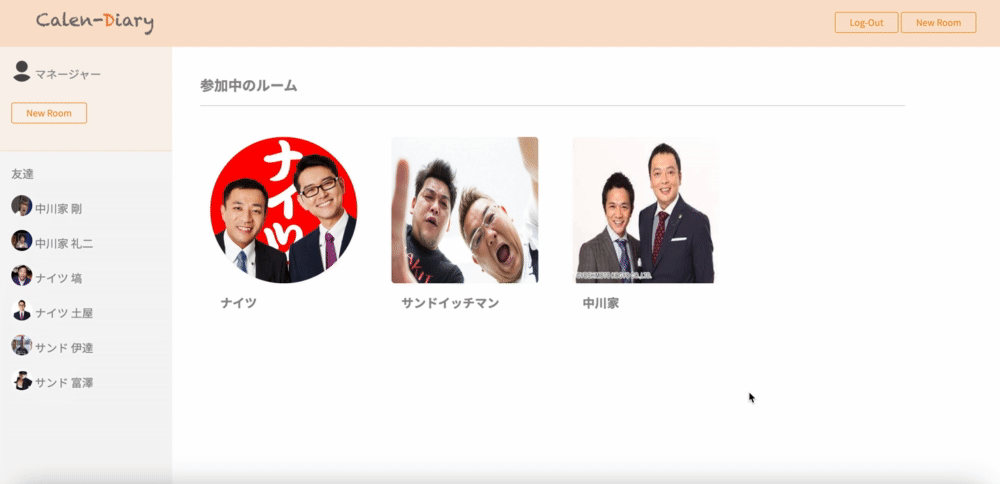 Calen-Diary
Log-Out
New Room
マネージャー
New Room
友達
中川家 剛
中川家 礼二
ナイツ 塙
ナイツ 土屋
サンド 伊達
サンド 富澤
参加中のルーム
ナイツ
ナイツ
サンドイッチマン
中川家